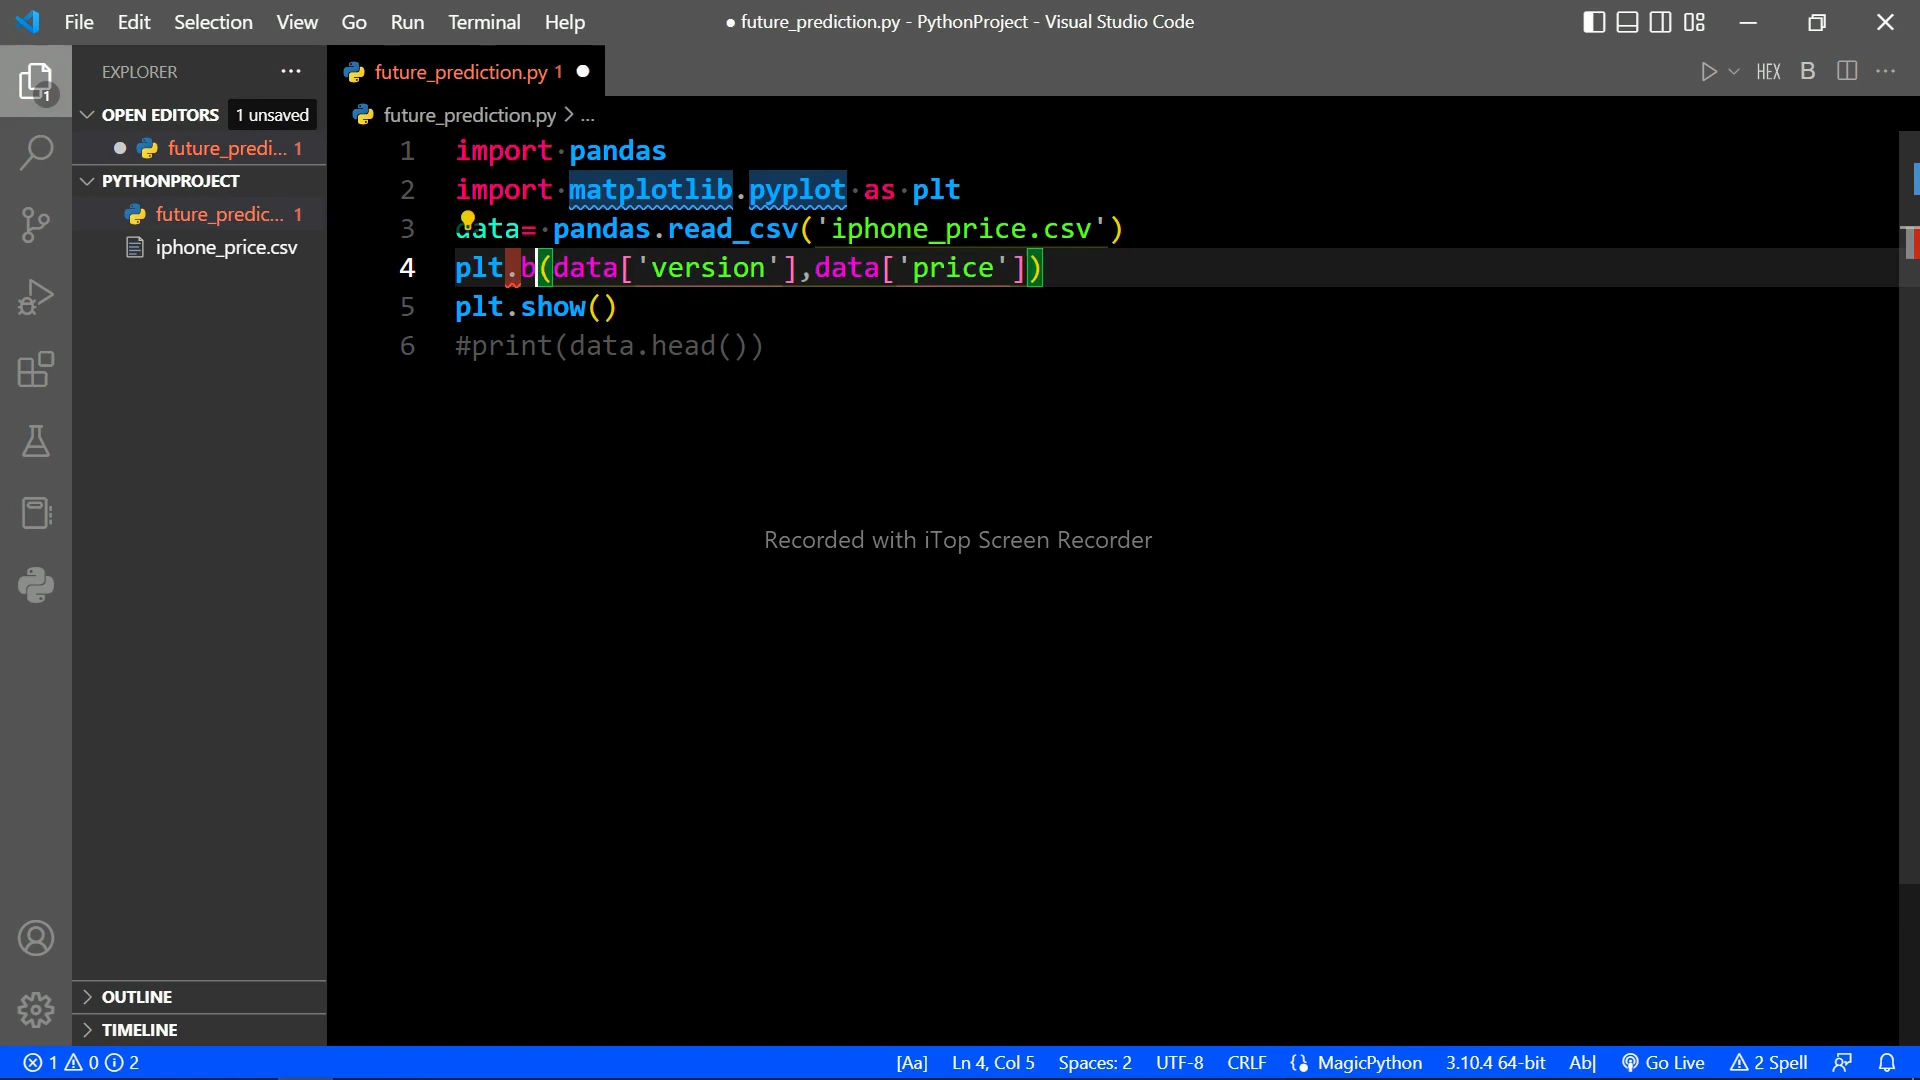 File Edit Selection View Go Run Terminal Help
● future_prediction.py - PythonProject - Visual Studio Code
EXPLORER
future_prediction.py 1
HEX B
OPEN EDITORS 1 unsaved
future_predi... 1
PYTHONPROJECT
future_predic... 1
iphone_price.csv
future_prediction.py > ...
1 import pandas
2 import matplotlib.pyplot as plt
3 data= pandas.read_csv('iphone_price.csv')
4 plt.b(data['version'],data['price'])
5 plt.show()
6 #print(data.head())
Recorded with iTop Screen Recorder
1
OUTLINE
TIMELINE
1 0 2
[Aa] Ln 4, Col 5 Spaces: 2 UTF-8 CRLF MagicPython 3.10.4 64-bit Ab| Go Live 2 Spell